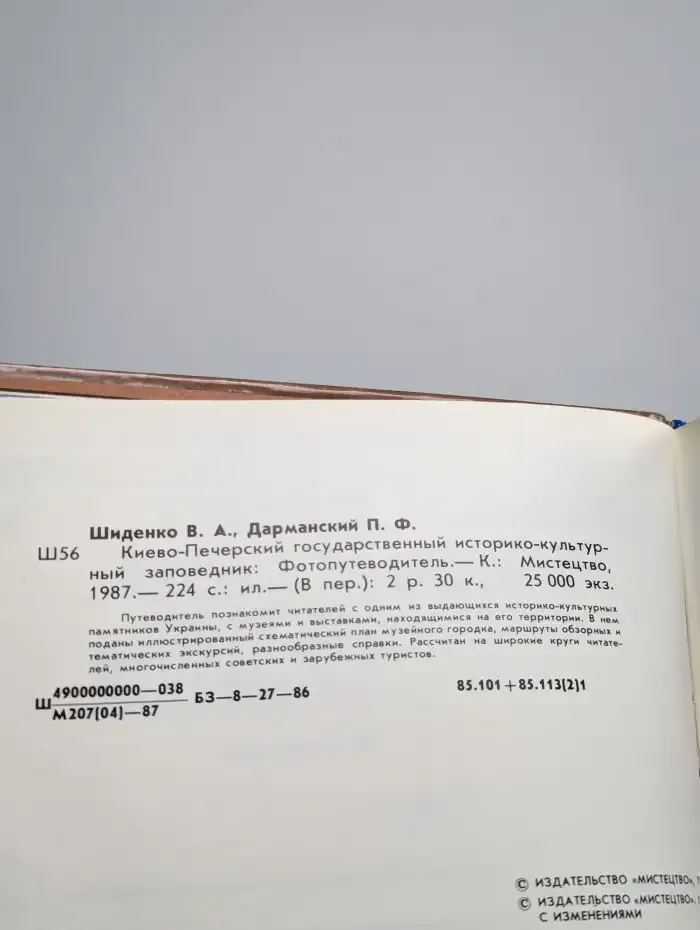 Шиденко В. А., Дарманский П. Ф.
Ш56 Киево-Печерский государственный историко-культур-
ный заповедник: Фотопутеводитель.— К.: Мистецтво,
1987.— 224 с.: ил.— (В пер.): 2 р. 30 к., 25 000 экз.
Путеводитель познакомит читателей с одним из выдающихся историко-культурных
памятников Украины, с музеями и выставками, находящимися на его территории. В нем
поданы иллюстрированный схематический план музейного городка, маршруты обзорных и
тематических экскурсий, разнообразные справки. Рассчитан на широкие круги читате-
лей, многочисленных советских и зарубежных туристов.
Ш 4900000000—038
М207(04)—87 БЗ—8—27—86 85.101+85.113(2)1
© ИЗДАТЕЛЬСТВО «МИСТЕЦТВО»,
© ИЗДАТЕЛЬСТВО «МИСТЕЦТВО»,
С ИЗМЕНЕНИЯМИ